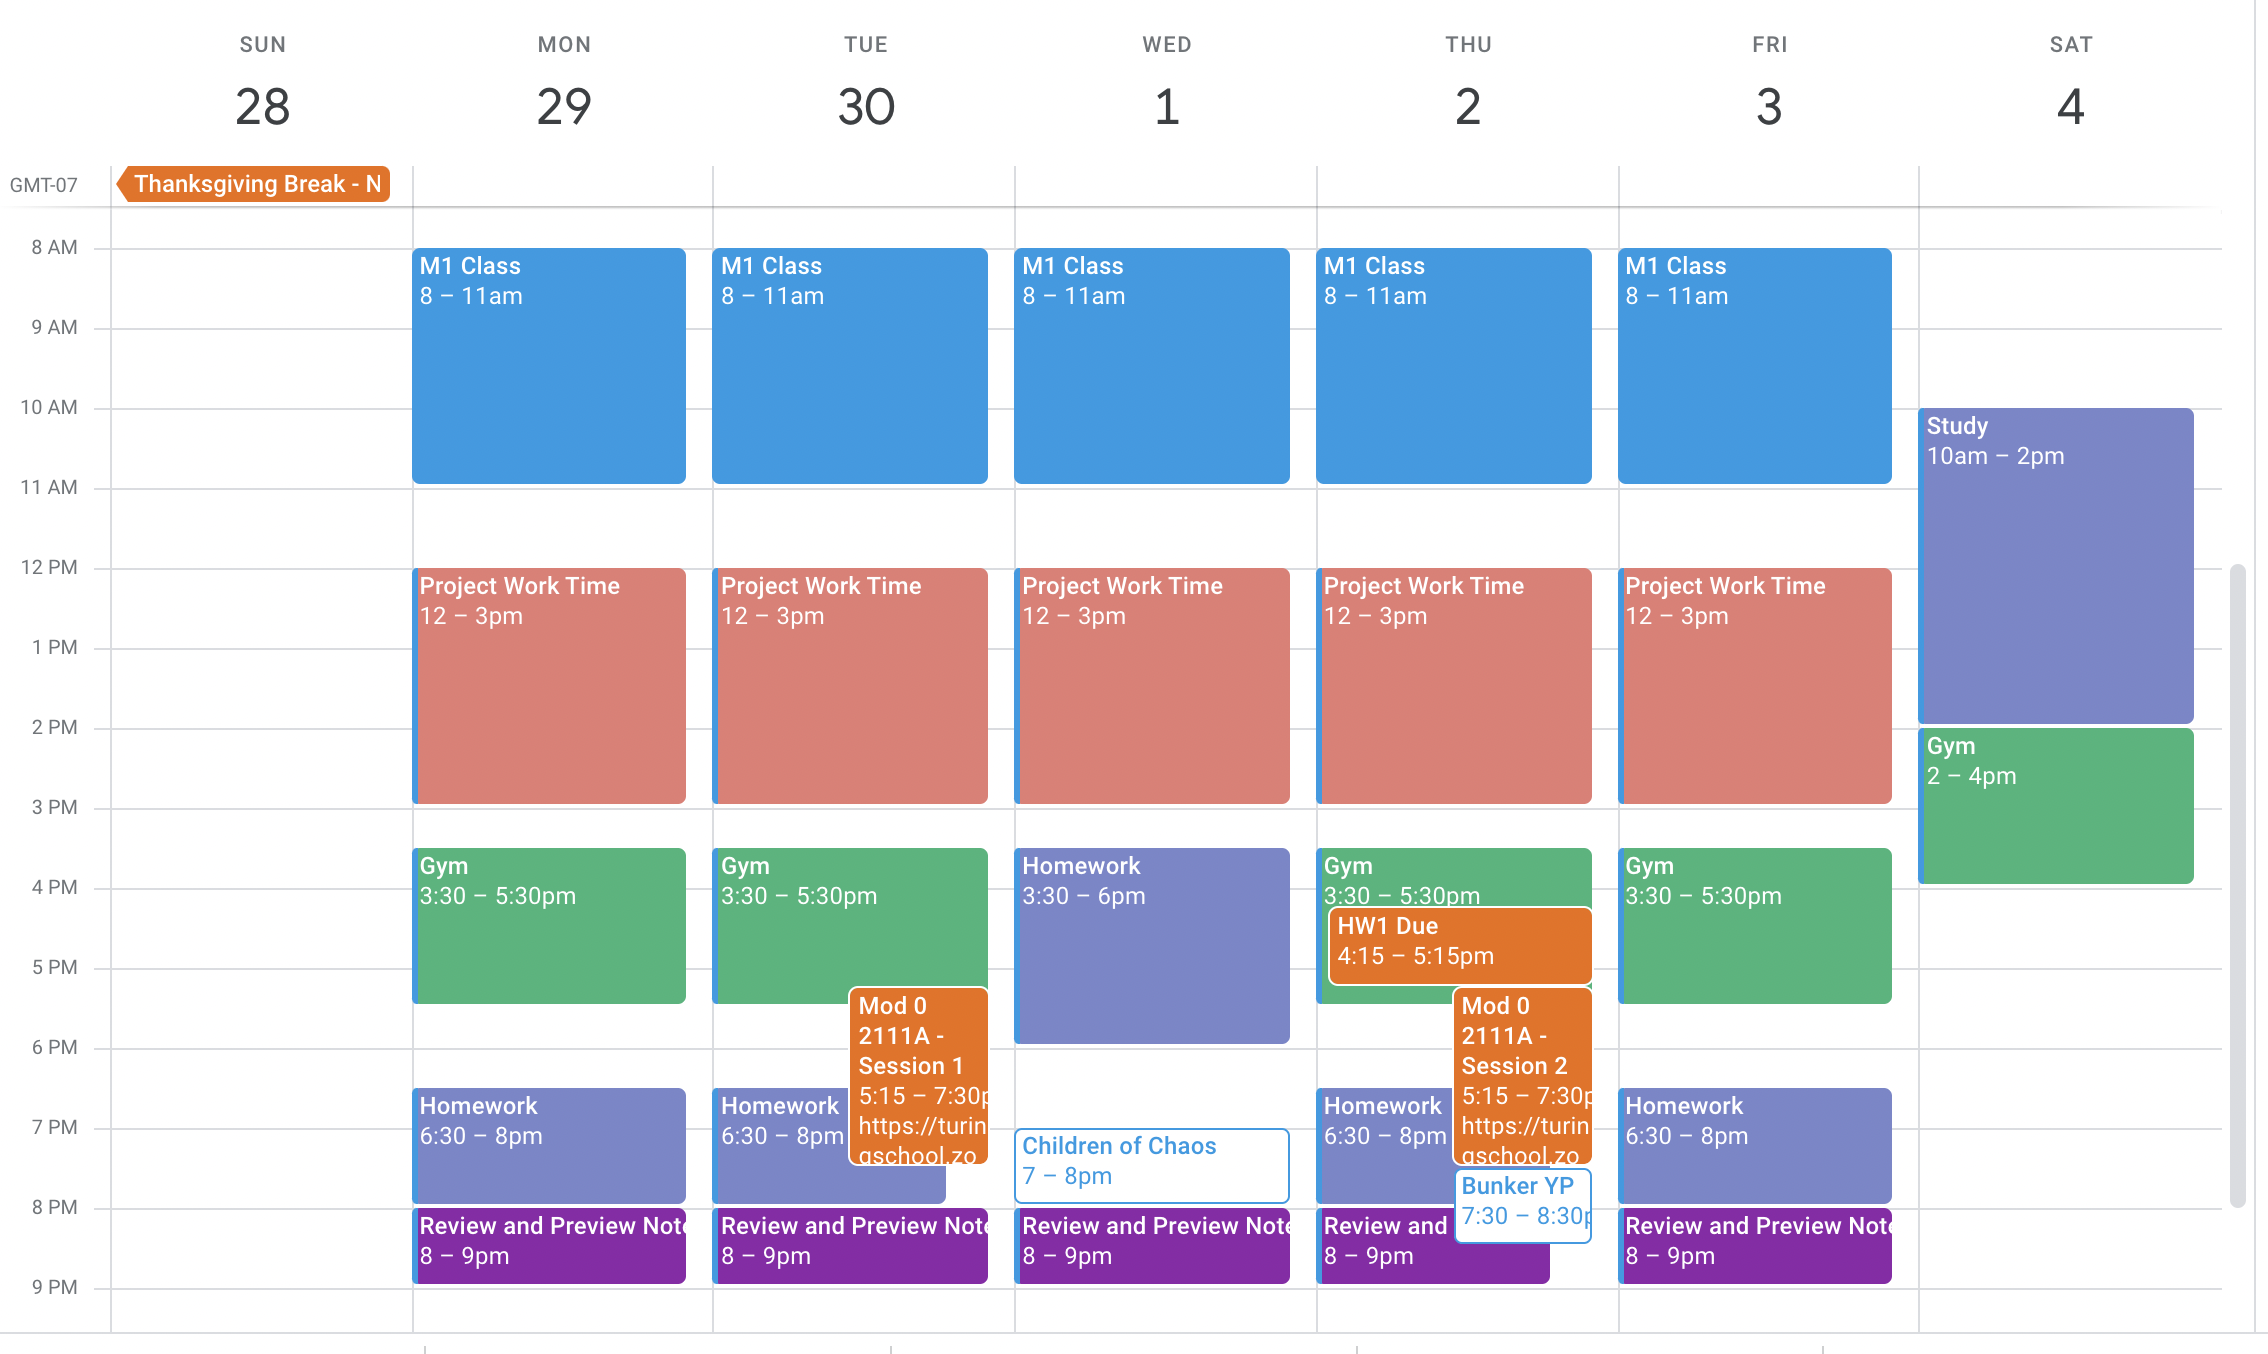 SUN
MON
TUE
WED
THU
FRI
SAT
28
29
30
1
2
3
4
GMT-07
Thanksgiving Break - N
8 AM
9 AM
10 AM
11 AM
12 PM
1 PM
2 PM
3 PM
4 PM
5 PM
6 PM
7 PM
8 PM
9 PM
M1 Class
8 – 11am
Project Work Time
12 – 3pm
Gym
3:30 – 5:30pm
Homework
6:30 – 8pm
Review and Preview Note
8 – 9pm
M1 Class
8 – 11am
Project Work Time
12 – 3pm
Gym
3:30 – 5:30pm
Mod 0
2111A -
Session 1
5:15 – 7:30p
https://turin
gschool.zo
Homework
6:30 – 8pm
Review and Preview Note
8 – 9pm
M1 Class
8 – 11am
Project Work Time
12 – 3pm
Homework
3:30 – 6pm
Children of Chaos
7 – 8pm
Review and Preview Note
8 – 9pm
M1 Class
8 – 11am
Project Work Time
12 – 3pm
Gym
3:30 – 5:30pm
HW1 Due
4:15 – 5:15pm
Mod 0
2111A -
Session 2
5:15 – 7:30p
https://turin
gschool.zo
Homework
6:30 – 8pm
Bunker YP
7:30 – 8:30p
Review and
8 – 9pm
M1 Class
8 – 11am
Project Work Time
12 – 3pm
Gym
3:30 – 5:30pm
Homework
6:30 – 8pm
Review and Preview Note
8 – 9pm
Study
10am – 2pm
Gym
2 – 4pm